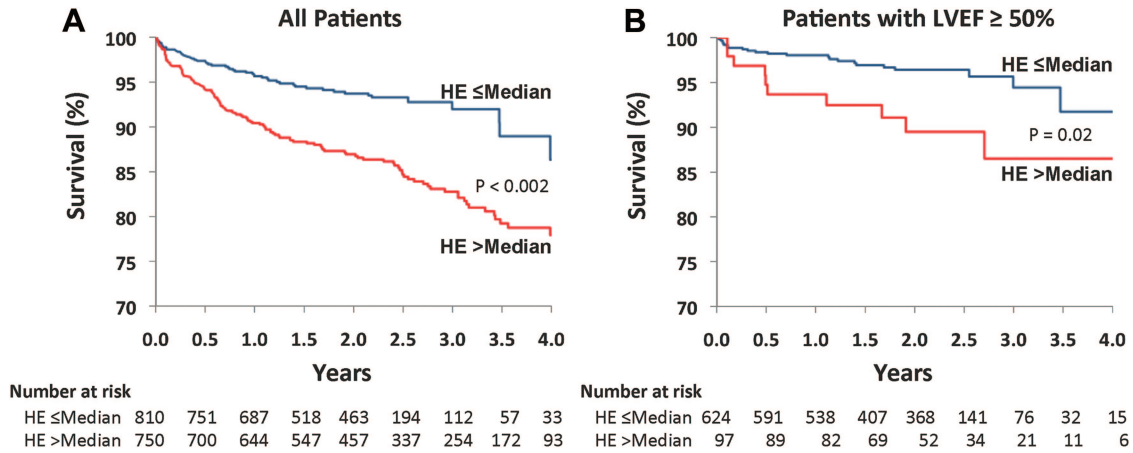 A All Patients
100
95
90
85
80
75
70
Survival (%)
HE ≤Median
P < 0.002
HE >Median
0.0 0.5 1.0 1.5 2.0 2.5 3.0 3.5 4.0
Years
B Patients with LVEF ≥ 50%
100
95
90
85
80
75
70
Survival (%)
HE ≤Median
P = 0.02
HE >Median
0.0 0.5 1.0 1.5 2.0 2.5 3.0 3.5 4.0
Years
Number at risk
HE ≤Median 810 751 687 518 463 194 112 57 33
HE >Median 750 700 644 547 457 337 254 172 93
Number at risk
HE ≤Median 624 591 538 407 368 141 76 32 15
HE >Median 97 89 82 69 52 34 21 11 6